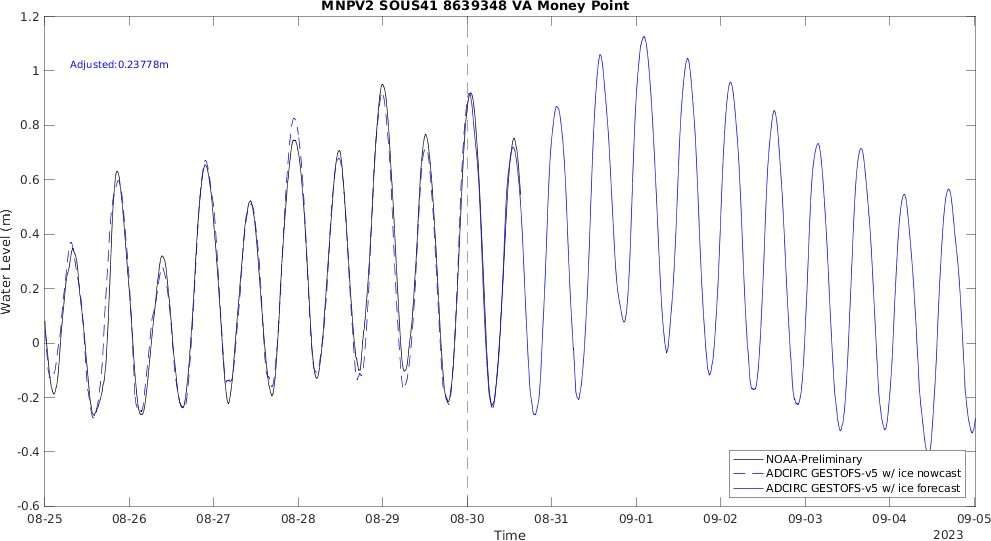 MNPV2 SOUS41 8639348 VA Money Point
1.2
1
0.8
0.6
0.4
0.2
0
-0.2
-0.4
-0.6
Water Level (m)
Adjusted:0.23778m
NOAA-Preliminary
ADCIRC GESTOFS-v5 w/ ice nowcast
ADCIRC GESTOFS-v5 w/ ice forecast
08-25 08-26 08-27 08-28 08-29 08-30 08-31 09-01 09-02 09-03 09-04 09-05
Time
2023